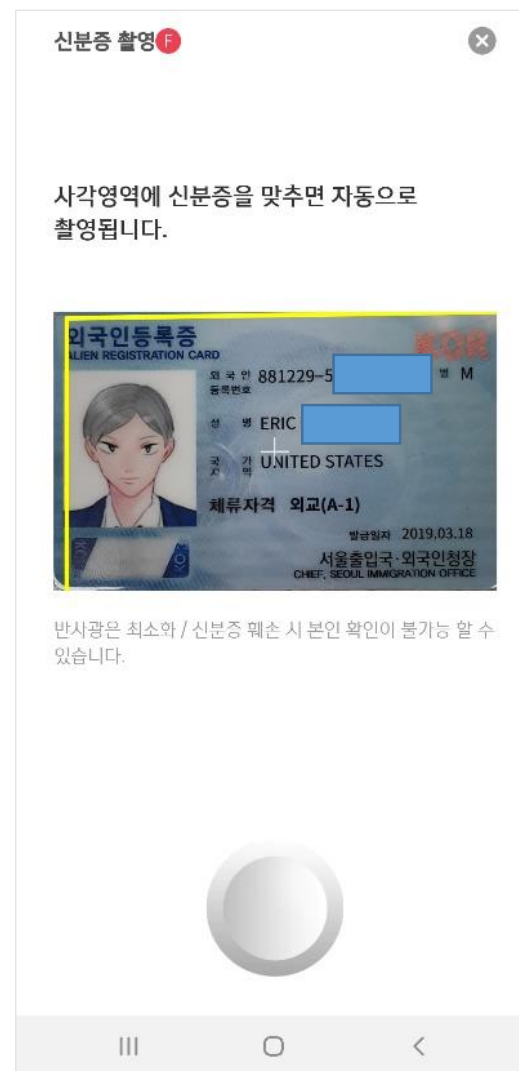 신분증 촬영 F
사각영역에 신분증을 맞추면 자동으로
촬영됩니다.
외국인등록증
ALIEN REGISTRATION CARD
KOR
외국인 등록번호 881229-5 성별 M
성 명 ERIC
국 가 지 역 UNITED STATES
체류자격 외교(A-1)
발급일자 2019.03.18
서울출입국·외국인청장
CHIEF, SEOUL IMMIGRATION OFFICE
반사광은 최소화 / 신분증 훼손 시 본인 확인이 불가능 할 수
있습니다.